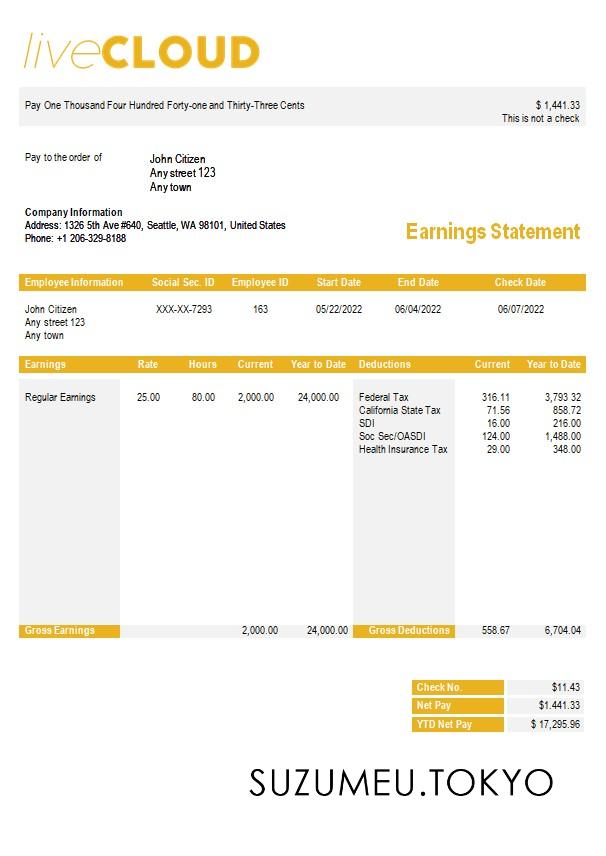 liveCLOUD
Pay One Thousand Four Hundred Forty-one and Thirty-Three Cents $ 1,441.33
This is not a check
Pay to the order of John Citizen
Any street 123
Any town
Company Information
Address: 1326 5th Ave #640, Seattle, WA 98101, United States
Phone: +1 206-329-8188
Earnings Statement
Employee Information Social Sec. ID Employee ID Start Date End Date Check Date
John Citizen XXX-XX-7293 163 05/22/2022 06/04/2022 06/07/2022
Any street 123
Any town
Earnings Rate Hours Current Year to Date Deductions Current Year to Date
Regular Earnings 25.00 80.00 2,000.00 24,000.00 Federal Tax 316.11 3,793 32
California State Tax 71.56 858.72
SDI 16.00 216.00
Soc Sec/OASDI 124.00 1,488.00
Health Insurance Tax 29.00 348.00
Gross Earnings 2,000.00 24,000.00 Gross Deductions 558.67 6,704.04
Check No. $11.43
Net Pay $1.441.33
YTD Net Pay $ 17,295.96
SUZUMEU.TOKYO